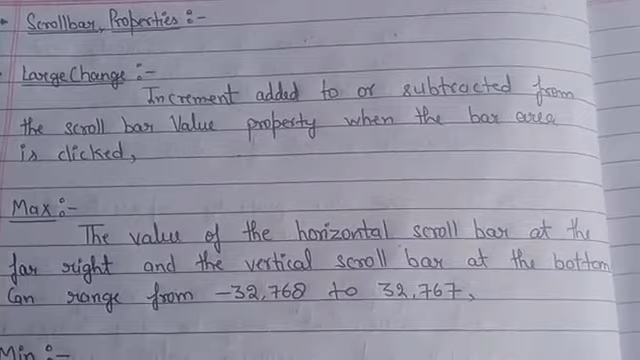 Scrollbar, Properties :-
LargeChange :-
Increment added to or subtracted from
the scroll bar Value property when the bar area
is clicked,
Max :-
The value of the horizontal scroll bar at the
far right and the vertical scroll bar at the bottom
Can range from -32,768 to 32,767,
Min :-